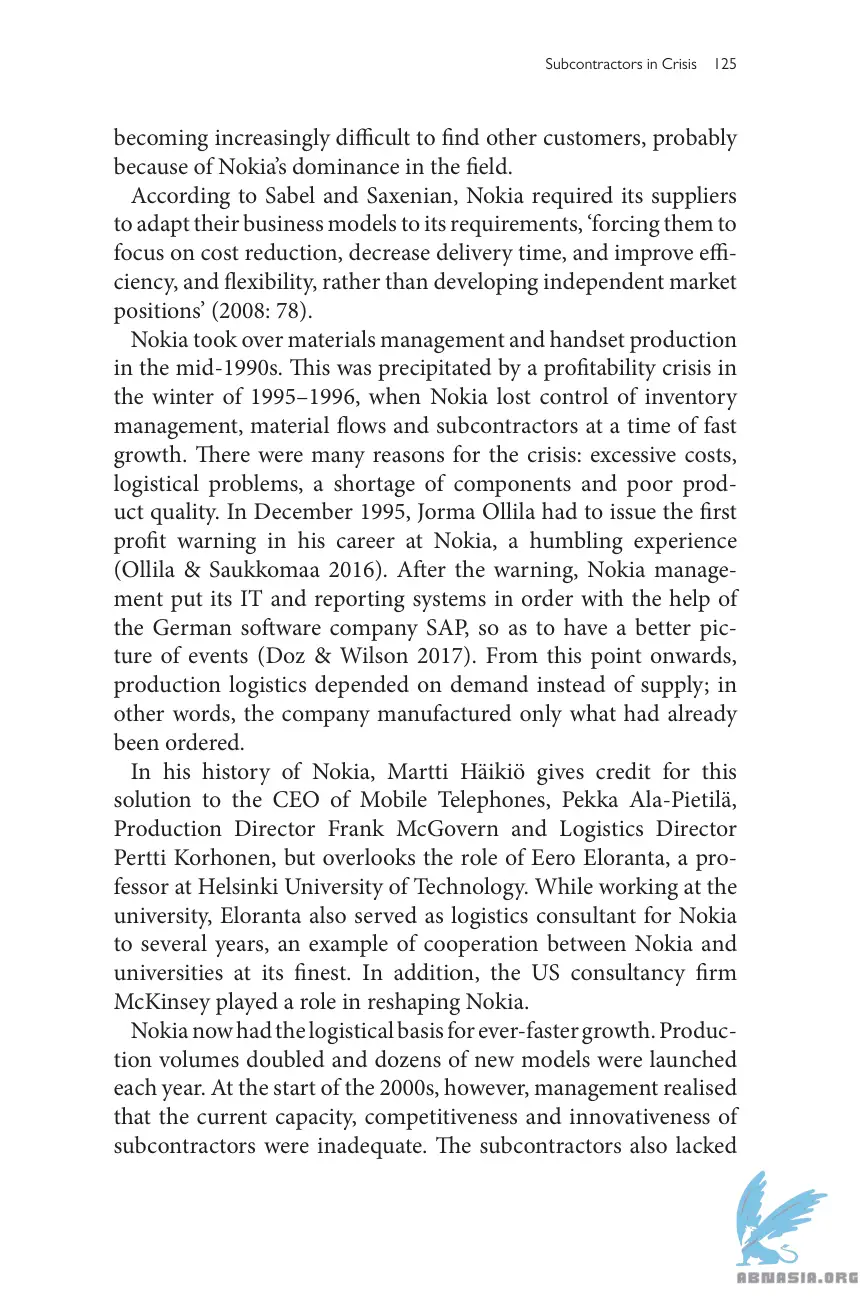 Subcontractors in Crisis 125
becoming increasingly difficult to find other customers, probably
because of Nokia’s dominance in the field.
According to Sabel and Saxenian, Nokia required its suppliers
to adapt their business models to its requirements, ‘forcing them to
focus on cost reduction, decrease delivery time, and improve effi-
ciency, and flexibility, rather than developing independent market
positions’ (2008: 78).
Nokia took over materials management and handset production
in the mid-1990s. This was precipitated by a profitability crisis in
the winter of 1995–1996, when Nokia lost control of inventory
management, material flows and subcontractors at a time of fast
growth. There were many reasons for the crisis: excessive costs,
logistical problems, a shortage of components and poor prod-
uct quality. In December 1995, Jorma Ollila had to issue the first
profit warning in his career at Nokia, a humbling experience
(Ollila & Saukkomaa 2016). After the warning, Nokia manage-
ment put its IT and reporting systems in order with the help of
the German software company SAP, so as to have a better pic-
ture of events (Doz & Wilson 2017). From this point onwards,
production logistics depended on demand instead of supply; in
other words, the company manufactured only what had already
been ordered.
In his history of Nokia, Martti Häikiö gives credit for this
solution to the CEO of Mobile Telephones, Pekka Ala-Pietilä,
Production Director Frank McGovern and Logistics Director
Pertti Korhonen, but overlooks the role of Eero Eloranta, a pro-
fessor at Helsinki University of Technology. While working at the
university, Eloranta also served as logistics consultant for Nokia
to several years, an example of cooperation between Nokia and
universities at its finest. In addition, the US consultancy firm
McKinsey played a role in reshaping Nokia.
Nokia now had the logistical basis for ever-faster growth. Produc-
tion volumes doubled and dozens of new models were launched
each year. At the start of the 2000s, however, management realised
that the current capacity, competitiveness and innovativeness of
subcontractors were inadequate. The subcontractors also lacked
ABNASIA.ORG